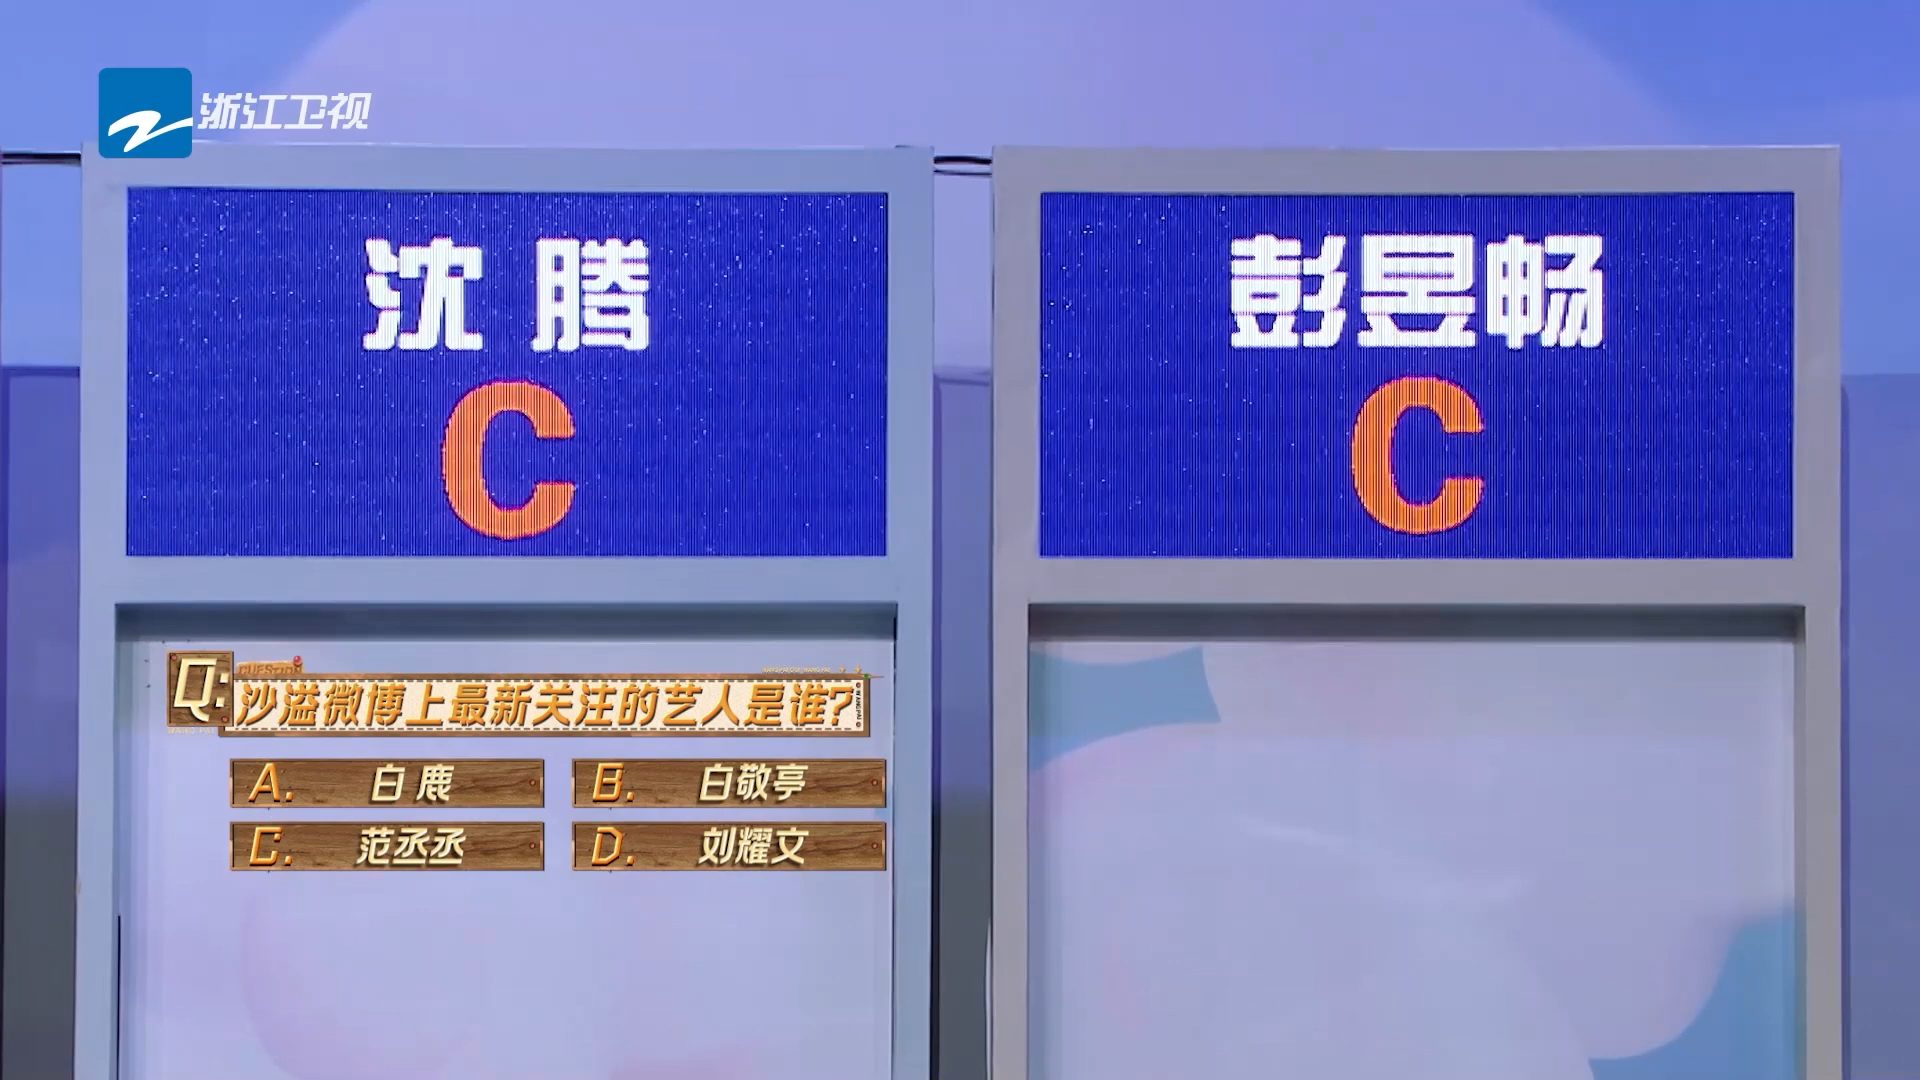 浙江卫视
沈腾
C
彭昱畅
C
QUESTION
Q: 沙溢微博上最新关注的艺人是谁?
A. 白鹿
B. 白敬亭
C. 范丞丞
D. 刘耀文